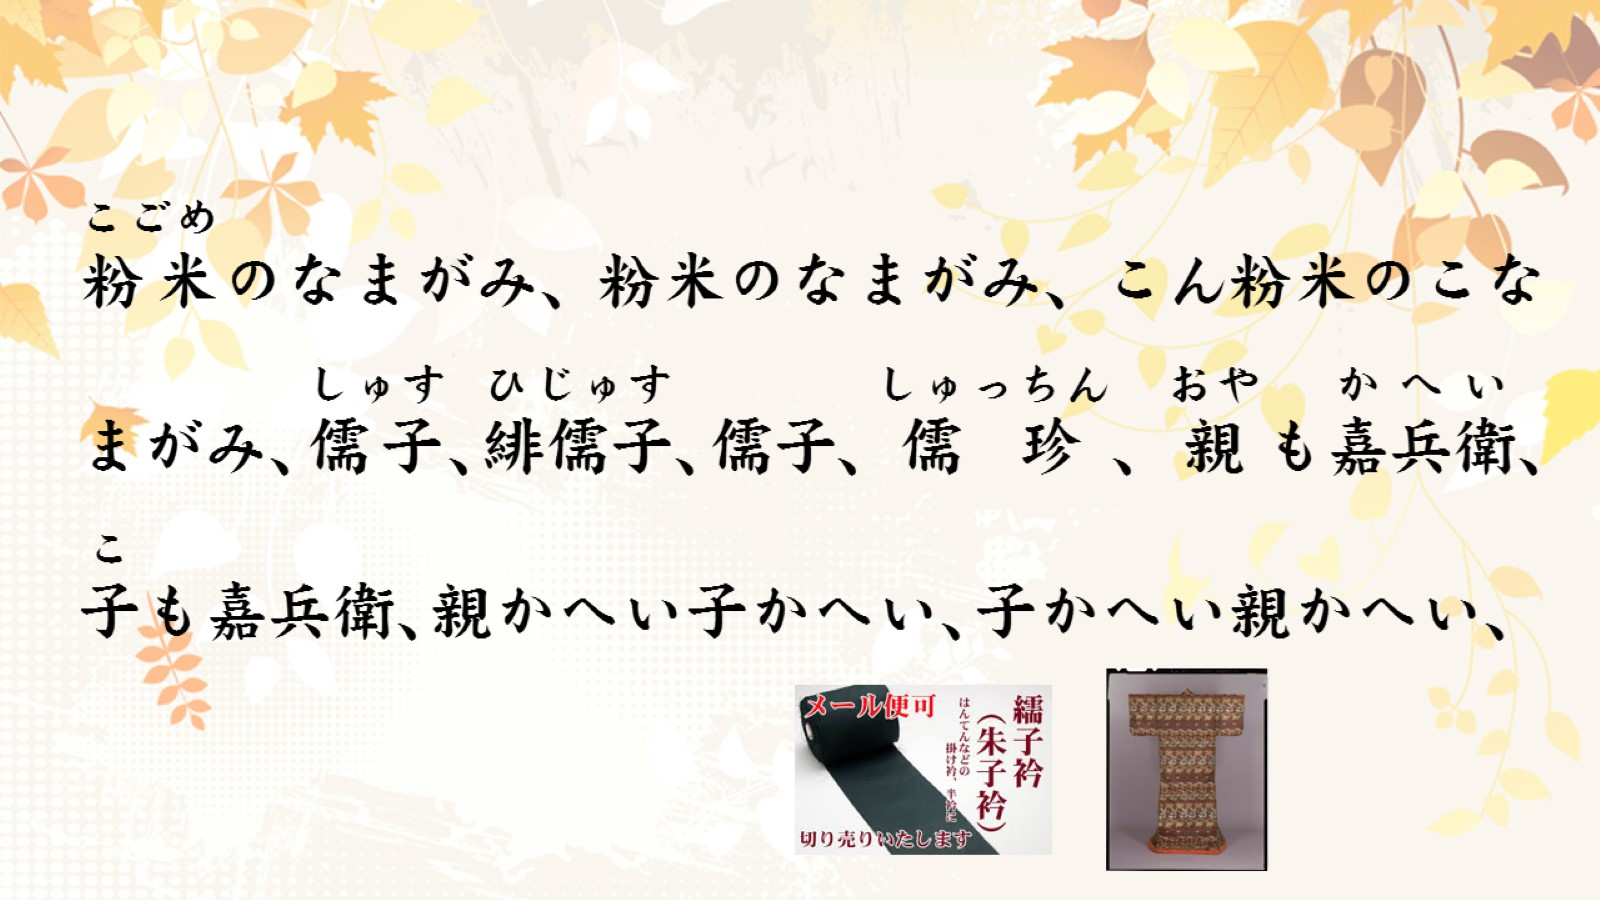 こごめ
粉米のなまがみ、粉米のなまがみ、こん粉米のこな
しゅす ひじゅす しゅっちん おや かへい
まがみ、儒子、緋儒子、儒子、儒珍、親も嘉兵衛、
こ
子も嘉兵衛、親かへい子かへい、子かへい親かへい、
メール便可
繻子衿
(朱子衿)
はんてんなどの
掛け衿、半衿に
切り売りいたします